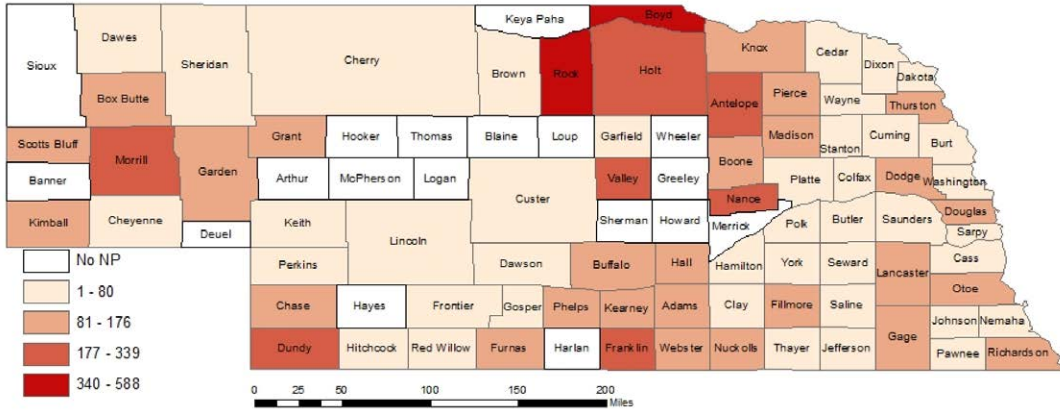 Keya Paha Boyd
Dawes Knox Cedar
Sioux Sheridan Cherry Brown Rock Holt Dixon
Dakota
Box Butte Antelope Pierce Wayne Thurston
Scotts Bluff Morrill Garden Grant Hooker Thomas Blaine Loup Garfield Wheeler Madison Stanton Cuming Burt
Boone
Banner Arthur McPherson Logan Custer Valley Greeley Platte Colfax Dodge Washington
Nance
Kimball Cheyenne Deuel Keith Lincoln Sherman Howard Merrick Polk Butler Saunders Douglas
Sarpy
No NP Perkins Dawson Buffalo Hall Hamilton York Seward Lancaster Cass
1 - 80 Otoe
81 - 176 Chase Hayes Frontier Gosper Phelps Kearney Adams Clay Fillmore Saline
Johnson Nemaha
177 - 339 Dundy Hitchcock Red Willow Furnas Harlan Franklin Webster Nuckolls Thayer Jefferson Gage Pawnee Richardson
340 - 588
0 25 50 100 150 200
Miles